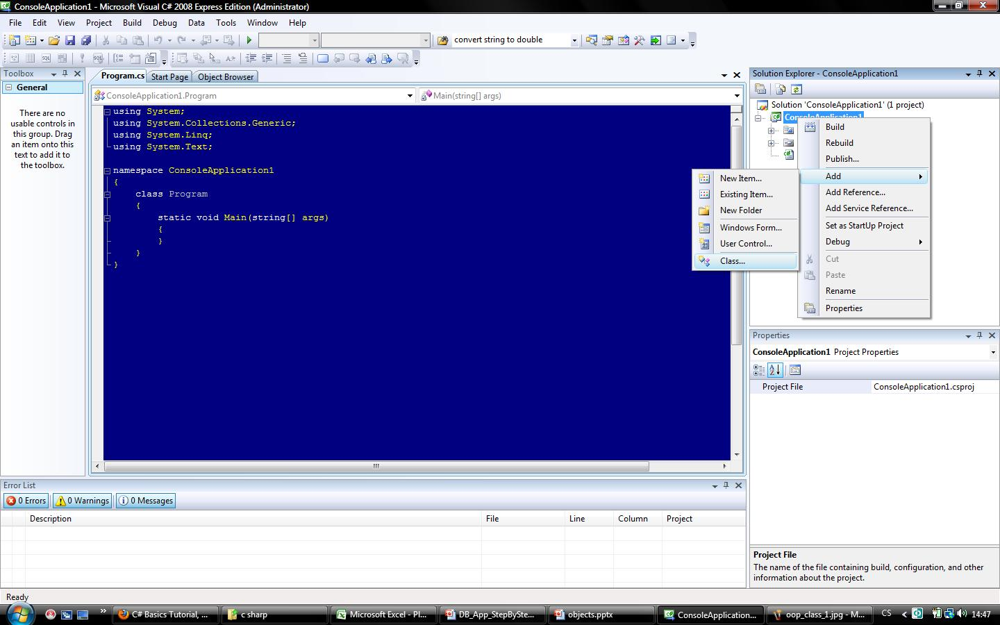 ConsoleApplication1 - Microsoft Visual C# 2008 Express Edition (Administrator)
File Edit View Project Build Debug Data Tools Window Help
convert string to double
Toolbox
General
There are no
usable controls in
this group. Drag
an item onto this
text to add it to
the toolbox.
Program.cs Start Page Object Browser
ConsoleApplication1.Program
Main(string[] args)
using System;
using System.Collections.Generic;
using System.Linq;
using System.Text;
namespace ConsoleApplication1
{
class Program
{
static void Main(string[] args)
{
}
}
}
Solution Explorer - ConsoleApplication1
Solution 'ConsoleApplication1' (1 project)
ConsoleApplication1
Build
Rebuild
Publish...
Add
Add Reference...
Add Service Reference...
Set as StartUp Project
Debug
Cut
Paste
Rename
Properties
New Item...
Existing Item...
New Folder
Windows Form...
User Control...
Class...
Properties
ConsoleApplication1 Project Properties
Project File ConsoleApplication1.csproj
Project File
The name of the file containing build, configuration, and other
information about the project.
Error List
0 Errors 0 Warnings 0 Messages
Description File Line Column Project
Ready
C# Basics Tutorial, ... c sharp Microsoft Excel - Pl... DB_App_StepBySte... objects.pptx ConsoleApplication... oop_class_1.jpg - M... CS 14:47